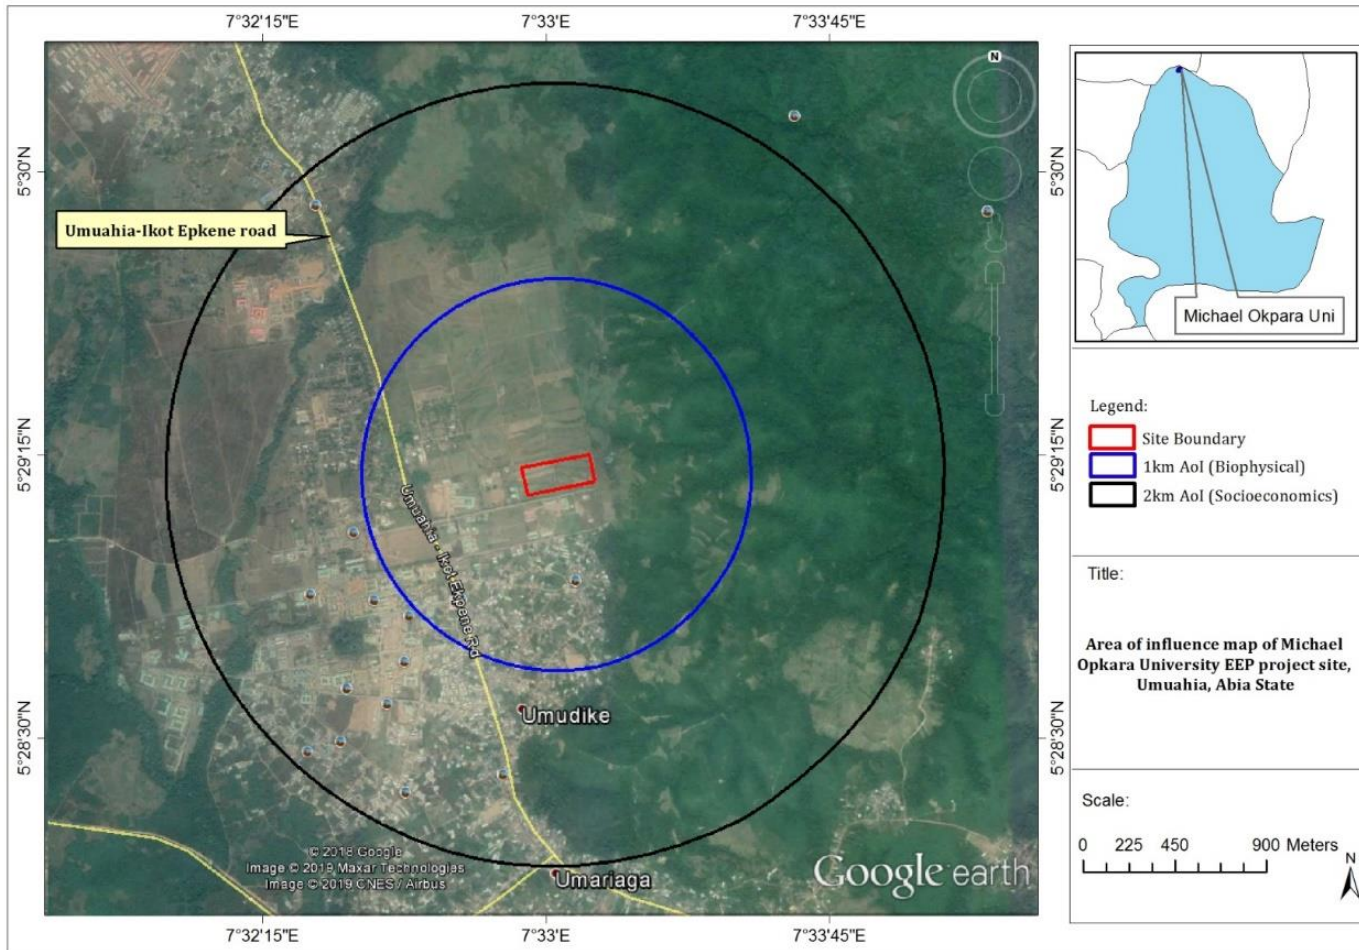 7°32'15"E
7°33'E
7°33'45"E
N
5°30'N
5°30'N
Umuahia-Ikot Epkene road
Michael Okpara Uni
Legend:
Site Boundary
1km AoI (Biophysical)
2km AoI (Socioeconomics)
5°29'15"N
5°29'15"N
Umuahia - Ikot Ekpene Rd
Title:
Area of influence map of Michael
Opkara University EEP project site,
Umuahia, Abia State
Umudike
5°28'30"N
5°28'30"N
Scale:
0 225 450 900 Meters
N
© 2018 Google
Image © 2019 Maxar Technologies
Image © 2019 CNES / Airbus
Umariaga
Google earth
7°32'15"E
7°33'E
7°33'45"E